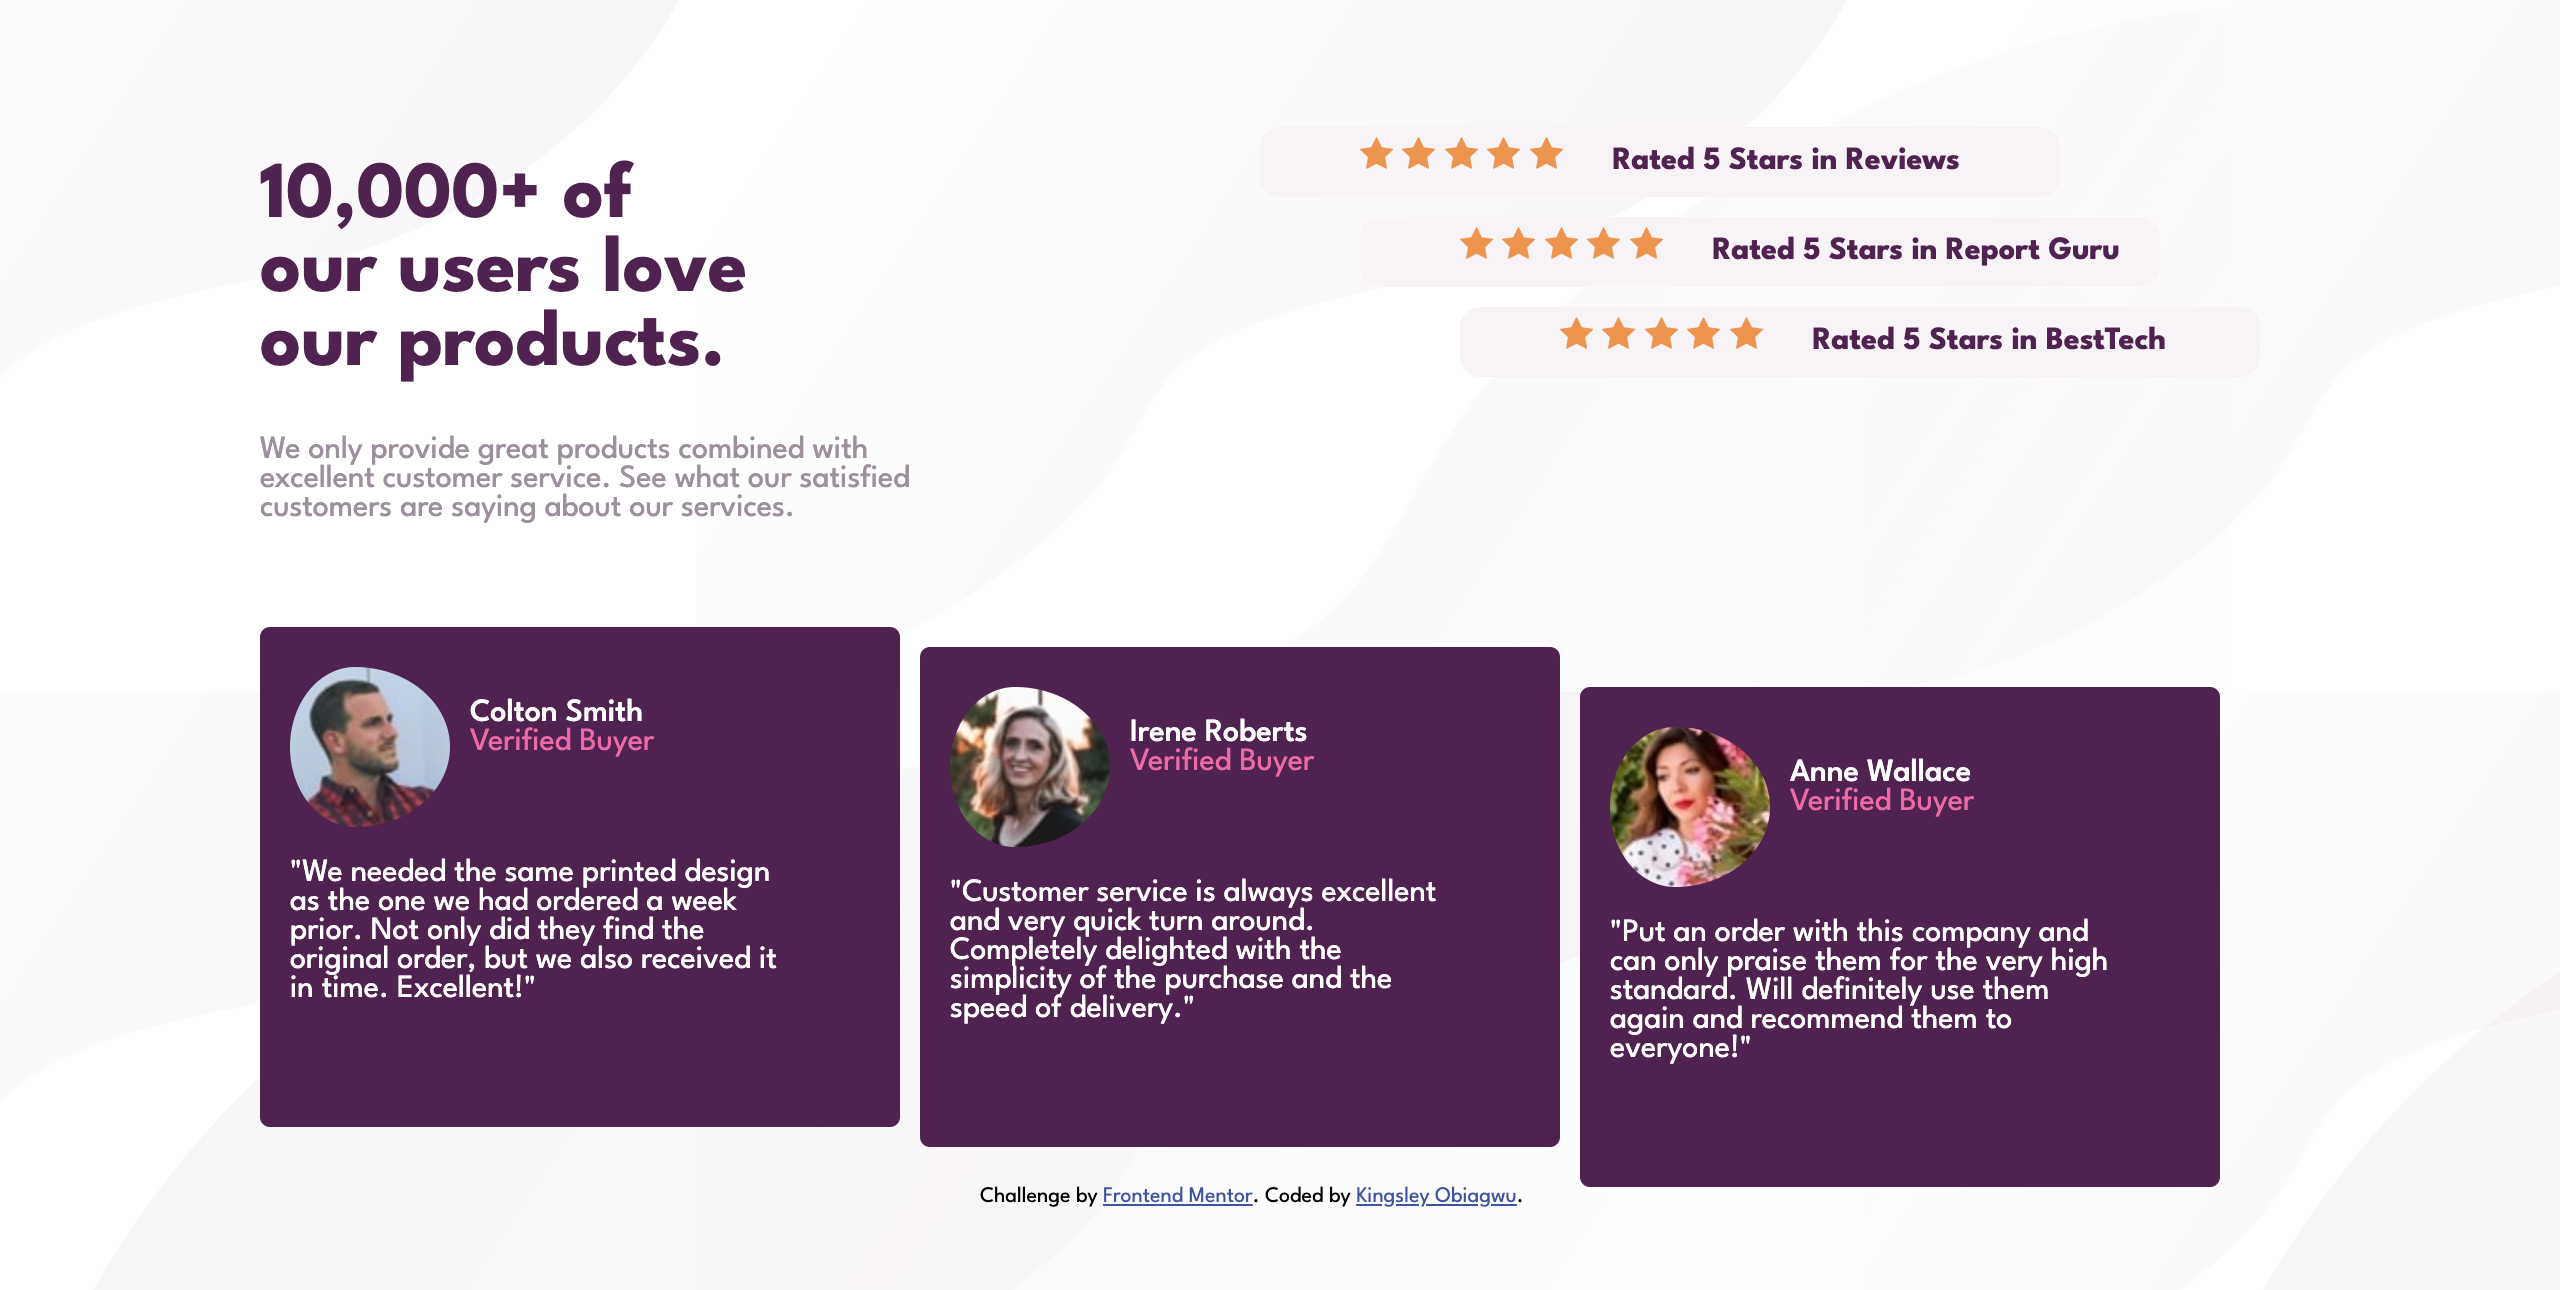 10,000+ of
our users love
our products.
We only provide great products combined with
excellent customer service. See what our satisfied
customers are saying about our services.
Rated 5 Stars in Reviews
Rated 5 Stars in Report Guru
Rated 5 Stars in BestTech
Colton Smith
Verified Buyer
"We needed the same printed design
as the one we had ordered a week
prior. Not only did they find the
original order, but we also received it
in time. Excellent!"
Irene Roberts
Verified Buyer
"Customer service is always excellent
and very quick turn around.
Completely delighted with the
simplicity of the purchase and the
speed of delivery."
Anne Wallace
Verified Buyer
"Put an order with this company and
can only praise them for the very high
standard. Will definitely use them
again and recommend them to
everyone!"
Challenge by Frontend Mentor. Coded by Kingsley Obiagwu.